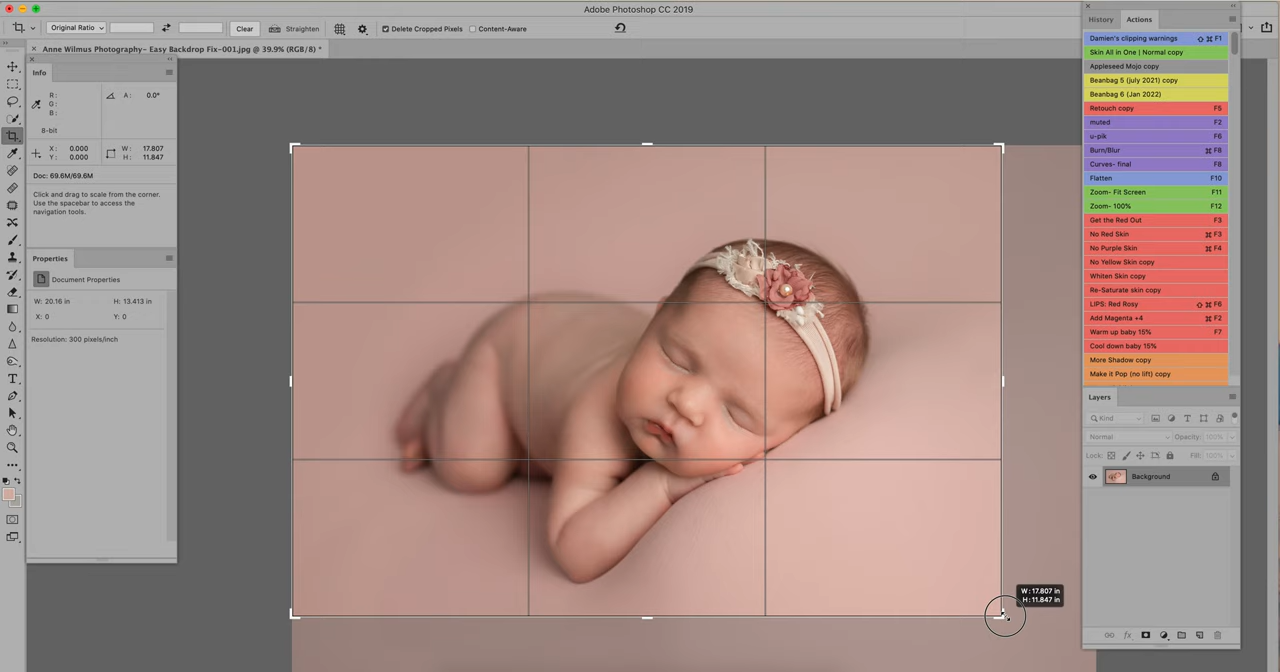 Adobe Photoshop CC 2019
Original Ratio
Clear
Straighten
Delete Cropped Pixels
Content-Aware
Anne Wilmus Photography- Easy Backdrop Fix-001.jpg @ 39.9% (RGB/8) *
Info
R:
G:
B:
A: 0.0°
8-bit
X: 0.000
Y: 0.000
W: 17.807
H: 11.847
Doc: 69.6M/69.6M
Click and drag to scale from the corner.
Use the spacebar to access the
navigation tools.
Properties
Document Properties
W: 20.16 in H: 13.413 in
X: 0 Y: 0
Resolution: 300 pixels/inch
W: 17.807 in
H: 11.847 in
History Actions
Damien's clipping warnings ⇧ ⌘ F1
Skin All in One | Normal copy
Appleseed Mojo copy
Beanbag 5 (july 2021) copy
Beanbag 6 (Jan 2022)
Retouch copy F5
muted F2
u-pik F6
Burn/Blur ⌘ F8
Curves- final F8
Flatten F10
Zoom- Fit Screen F11
Zoom- 100% F12
Get the Red Out F3
No Red Skin ⌘ F3
No Purple Skin ⌘ F4
No Yellow Skin copy
Whiten Skin copy
Re-Saturate skin copy
LIPS: Red Rosy ⇧ ⌘ F6
Add Magenta +4 ⌘ F2
Warm up baby 15% F7
Cool down baby 15%
More Shadow copy
Make it Pop (no lift) copy
Layers
Kind
Normal Opacity: 100%
Lock: Fill: 100%
Background
fx